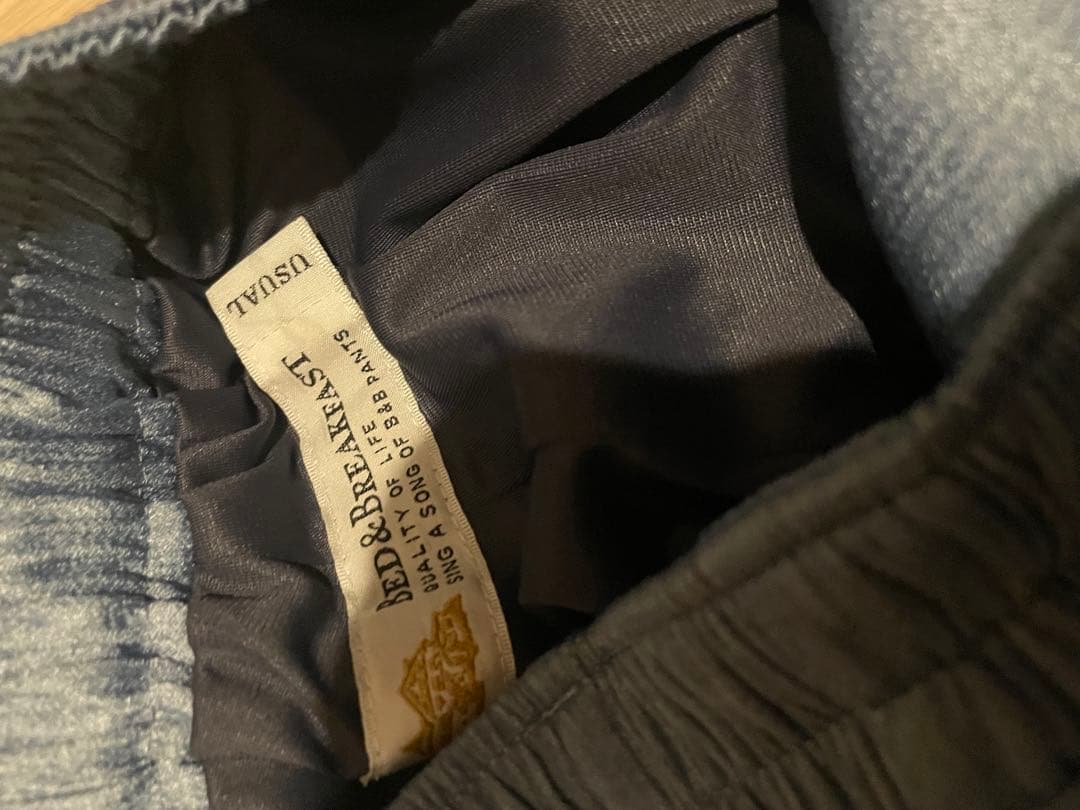 USUAL
BED&BREAKFAST
QUALITY OF LIFE
SING A SONG OF B&B PANTS